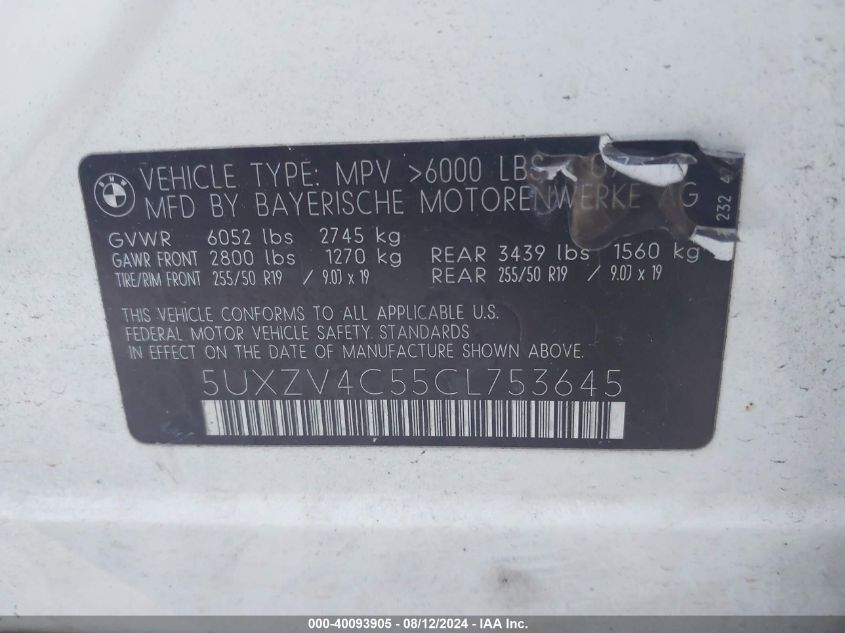 BMW
VEHICLE TYPE: MPV >6000 LBS
MFD BY BAYERISCHE MOTORENWERKE AG
GVWR 6052 lbs 2745 kg
GAWR FRONT 2800 lbs 1270 kg REAR 3439 lbs 1560 kg
TIRE/RIM FRONT 255/50 R19 / 9.0J x 19 REAR 255/50 R19 / 9.0J x 19
232
THIS VEHICLE CONFORMS TO ALL APPLICABLE U.S.
FEDERAL MOTOR VEHICLE SAFETY. STANDARDS
IN EFFECT ON THE DATE OF MANUFACTURE SHOWN ABOVE.
5UXZV4C55CL753645
000-40093905 - 08/12/2024 - © IAA, Inc.